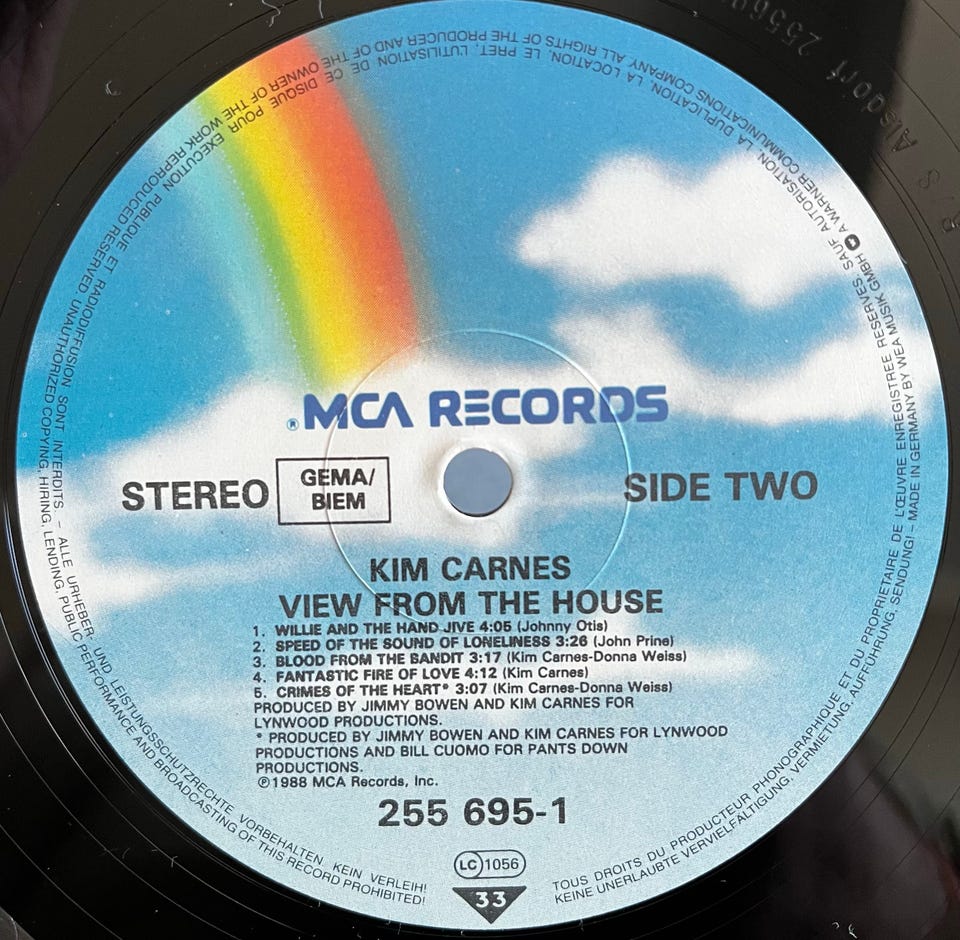 ® MCA RECORDS
STEREO
GEMA/
BIEM
SIDE TWO
KIM CARNES
VIEW FROM THE HOUSE
1. WILLIE AND THE HAND JIVE 4:05 (Johnny Otis)
2. SPEED OF THE SOUND OF LONELINESS 3:26 (John Prine)
3. BLOOD FROM THE BANDIT 3:17 (Kim Carnes-Donna Weiss)
4. FANTASTIC FIRE OF LOVE 4:12 (Kim Carnes)
5. CRIMES OF THE HEART* 3:07 (Kim Carnes-Donna Weiss)
PRODUCED BY JIMMY BOWEN AND KIM CARNES FOR
LYNWOOD PRODUCTIONS.
* PRODUCED BY JIMMY BOWEN AND KIM CARNES FOR LYNWOOD
PRODUCTIONS AND BILL CUOMO FOR PANTS DOWN
PRODUCTIONS.
℗1988 MCA Records, Inc.
255 695-1
LC 1056
33
TOUS DROITS DU PRODUCTEUR PHONOGRAPHIQUE ET DU PROPRIETAIRE DE L'ŒUVRE ENREGISTREE RESERVES. SAUF AUTORISATION, LA DUPLICATION, LA LOCATION, LE PRET, L'UTILISATION DE CE DISQUE POUR EXECUTION PUBLIQUE ET RADIODIFFUSION SONT INTERDITS – ALLE URHEBER- UND LEISTUNGSSCHUTZRECHTE VORBEHALTEN. KEIN VERLEIH!
KEINE UNERLAUBTE VERVIELFÄLTIGUNG, VERMIETUNG, AUFFÜHRUNG, SENDUNG! – MADE IN GERMANY BY WEA MUSIK GMBH A WARNER COMMUNICATIONS COMPANY. ALL RIGHTS OF THE PRODUCER AND OF THE OWNER OF THE WORK REPRODUCED RESERVED. UNAUTHORIZED COPYING, HIRING, LENDING, PUBLIC PERFORMANCE AND BROADCASTING OF THIS RECORD PROHIBITED!
Alsdorf